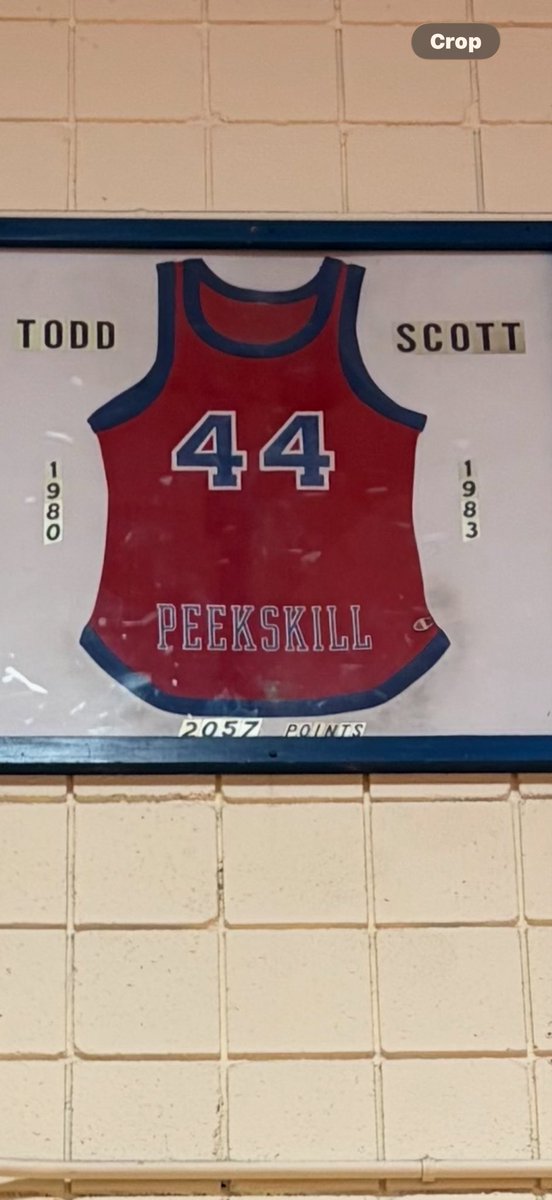 Crop
TODD
SCOTT
44
1980
1983
PEEKSKILL
2057 POINTS